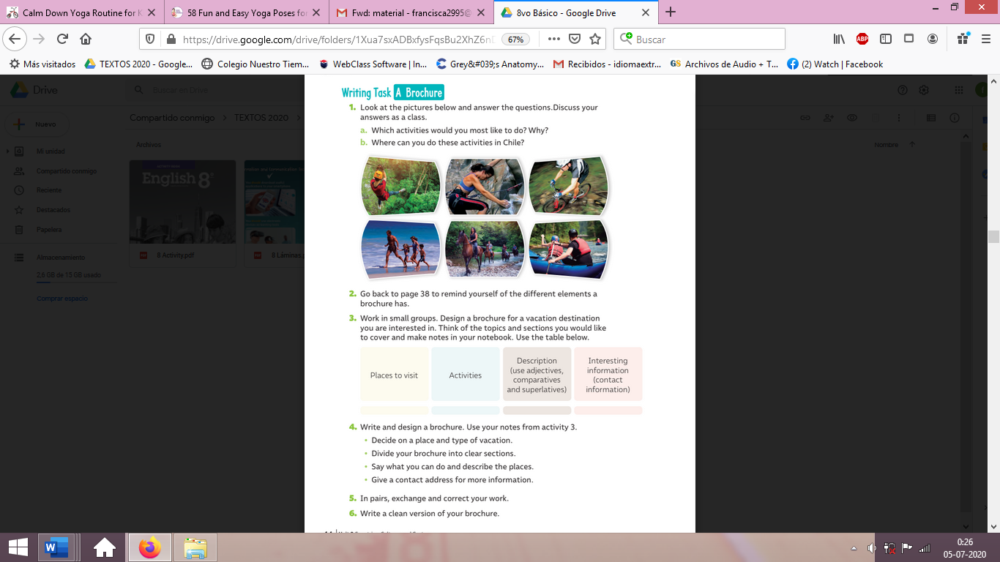 Calm Down Yoga Routine for K
58 Fun and Easy Yoga Poses for
Fwd: material - francisca2995@
8vo Básico - Google Drive
https://drive.google.com/drive/folders/1Xua7sxADBxfysFqsBu2XhZ6n
67%
Buscar
Más visitados
TEXTOS 2020 - Google...
Colegio Nuestro Tiem...
WebClass Software | In...
Grey&#039;s Anatomy...
Recibidos - idiomaextr...
Archivos de Audio + T...
(2) Watch | Facebook
Drive
Buscar en Drive
Nuevo
Compartido conmigo
TEXTOS 2020
Mi unidad
Compartido conmigo
Reciente
Destacados
Papelera
Almacenamiento
2,6 GB de 15 GB usado
Comprar espacio
Archivos
Nombre
English 8°
8 Activity.pdf
8 Láminas.p
Writing Task A Brochure
1. Look at the pictures below and answer the questions.Discuss your
answers as a class.
a. Which activities would you most like to do? Why?
b. Where can you do these activities in Chile?
2. Go back to page 38 to remind yourself of the different elements a
brochure has.
3. Work in small groups. Design a brochure for a vacation destination
you are interested in. Think of the topics and sections you would like
to cover and make notes in your notebook. Use the table below.
Places to visit
Activities
Description
(use adjectives,
comparatives
and superlatives)
Interesting
information
(contact
information)
4. Write and design a brochure. Use your notes from activity 3.
• Decide on a place and type of vacation.
• Divide your brochure into clear sections.
• Say what you can do and describe the places.
• Give a contact address for more information.
5. In pairs, exchange and correct your work.
6. Write a clean version of your brochure.
0:26
05-07-2020